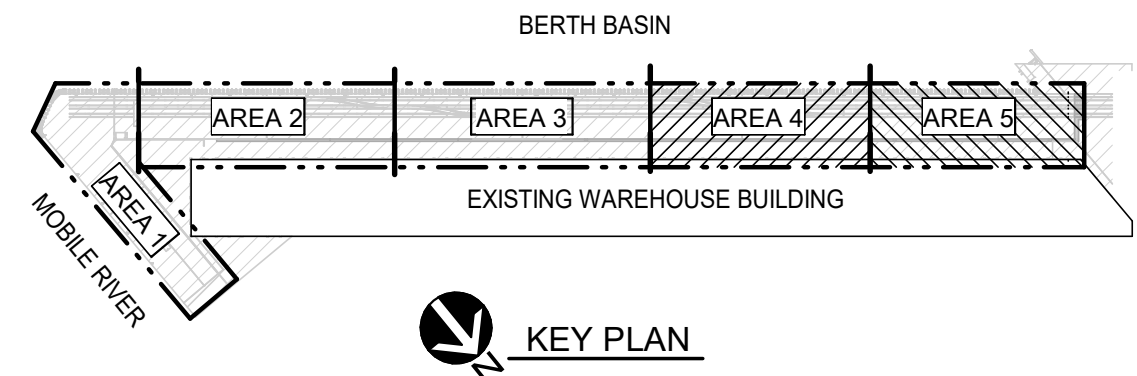 BERTH BASIN
AREA 2
AREA 3
AREA 4
AREA 5
AREA 1
EXISTING WAREHOUSE BUILDING
MOBILE RIVER
N
KEY PLAN